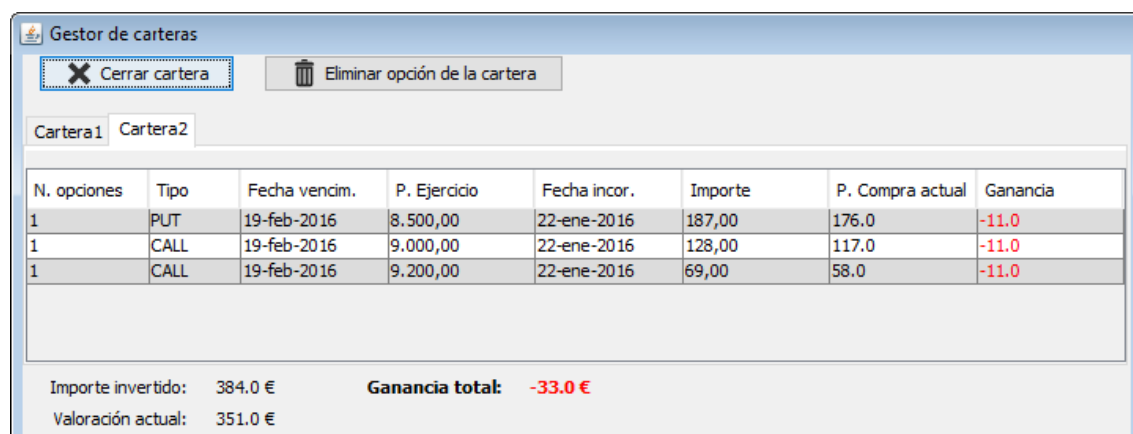 Gestor de carteras
Cerrar cartera Eliminar opción de la cartera
Cartera1 Cartera2
N. opciones Tipo Fecha vencim. P. Ejercicio Fecha incor. Importe P. Compra actual Ganancia
1 PUT 19-feb-2016 8.500,00 22-ene-2016 187,00 176.0 -11.0
1 CALL 19-feb-2016 9.000,00 22-ene-2016 128,00 117.0 -11.0
1 CALL 19-feb-2016 9.200,00 22-ene-2016 69,00 58.0 -11.0
Importe invertido: 384.0 € Ganancia total: -33.0 €
Valoración actual: 351.0 €